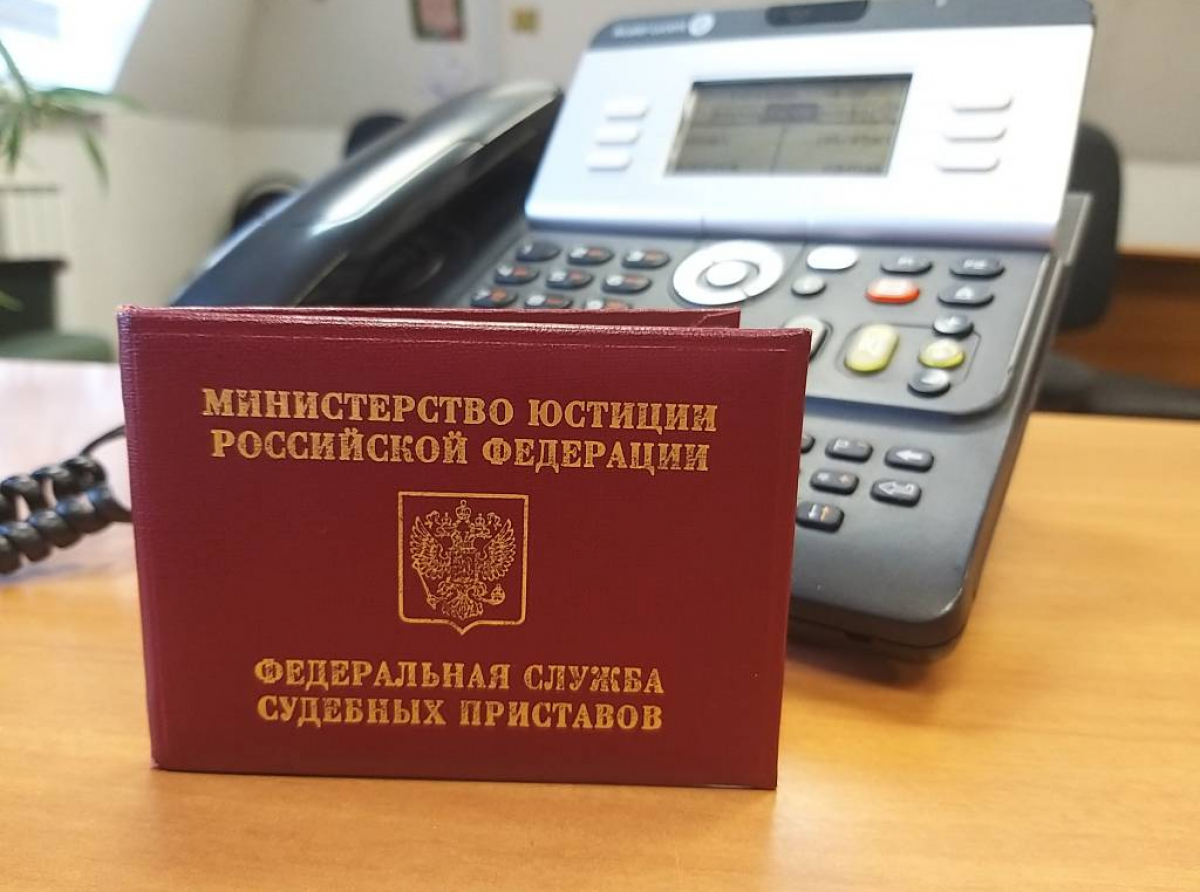 МИНИСТЕРСТВО ЮСТИЦИИ
РОССИЙСКОЙ ФЕДЕРАЦИИ
ФЕДЕРАЛЬНАЯ СЛУЖБА
СУДЕБНЫХ ПРИСТАВОВ